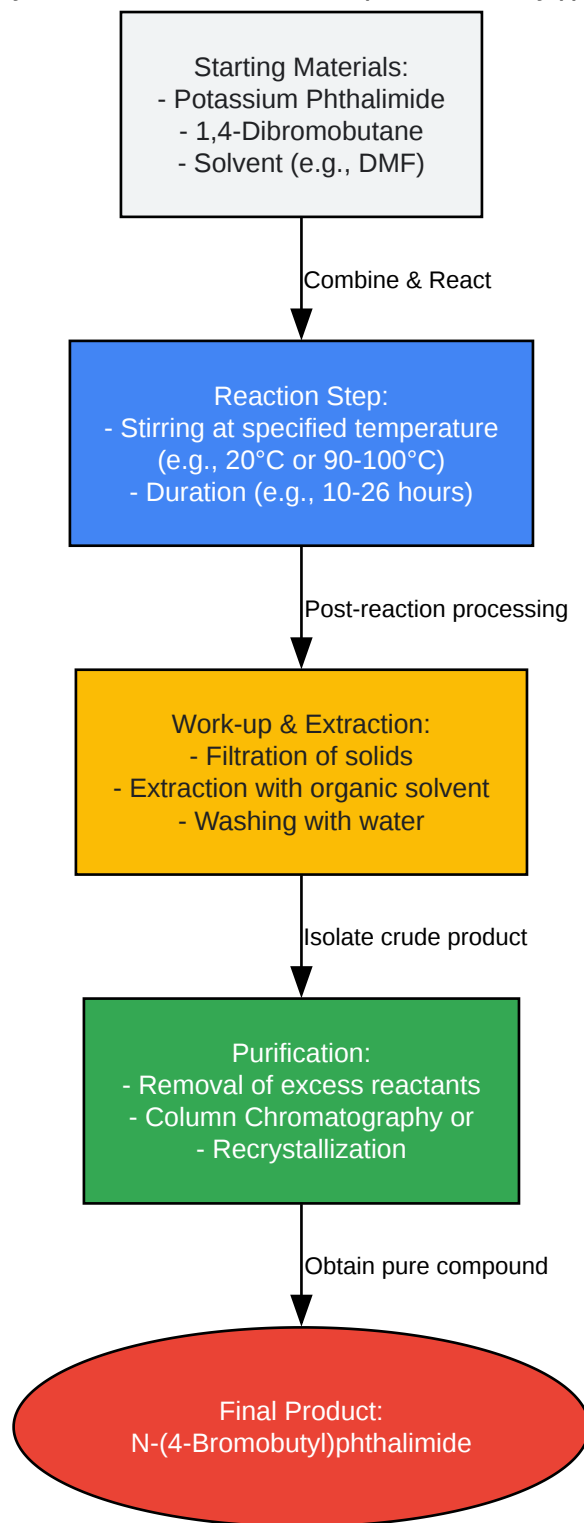 Starting Materials:
- Potassium Phthalimide
- 1,4-Dibromobutane
- Solvent (e.g., DMF)
Combine & React
Reaction Step:
- Stirring at specified temperature
(e.g., 20°C or 90-100°C)
- Duration (e.g., 10-26 hours)
Post-reaction processing
Work-up & Extraction:
- Filtration of solids
- Extraction with organic solvent
- Washing with water
Isolate crude product
Purification:
- Removal of excess reactants
- Column Chromatography or
- Recrystallization
Obtain pure compound
Final Product:
N-(4-Bromobutyl)phthalimide